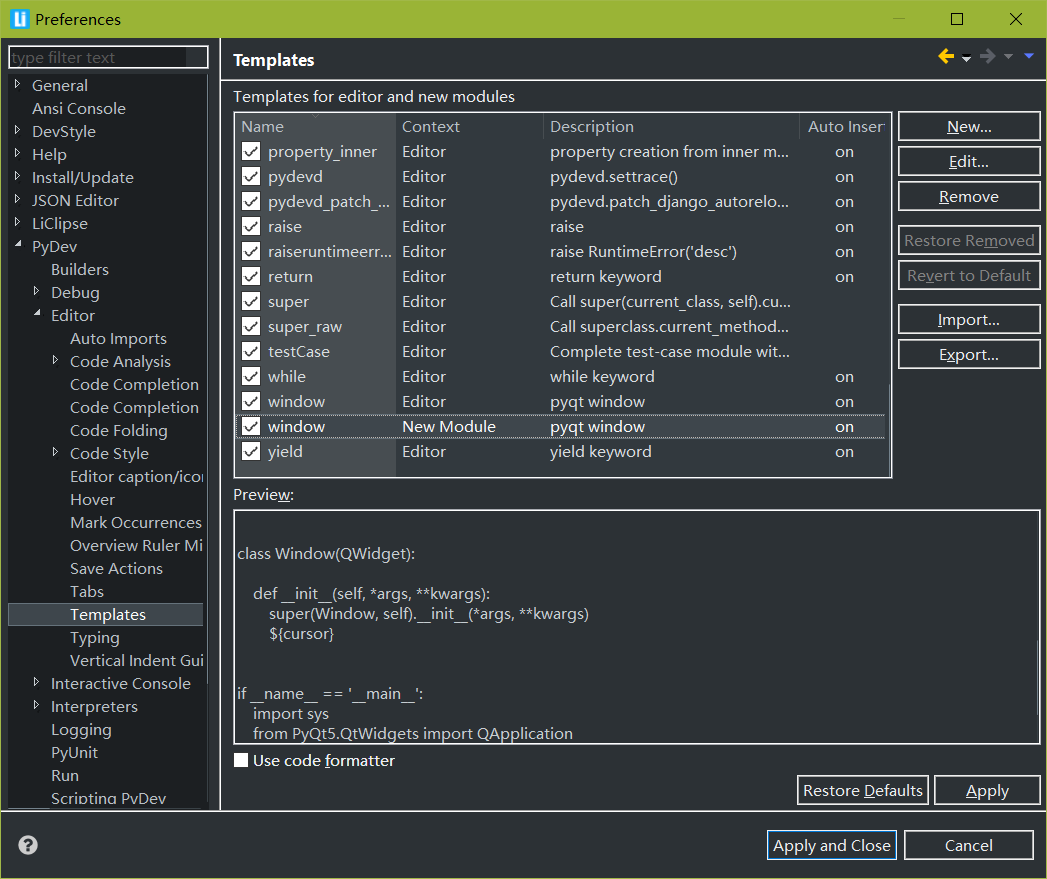 Li Preferences
type filter text
General
Ansi Console
DevStyle
Help
Install/Update
JSON Editor
LiClipse
PyDev
Builders
Debug
Editor
Auto Imports
Code Analysis
Code Completion
Code Completion
Code Folding
Code Style
Editor caption/ico
Hover
Mark Occurrences
Overview Ruler Mi
Save Actions
Tabs
Templates
Typing
Vertical Indent Gui
Interactive Console
Interpreters
Logging
PyUnit
Run
Scripting PyDev
Templates
Templates for editor and new modules
Name Context Description Auto Inser
property_inner Editor property creation from inner m... on
pydevd Editor pydevd.settrace() on
pydevd_patch_... Editor pydevd.patch_django_autorelo... on
raise Editor raise on
raiseruntimeerr... Editor raise RuntimeError('desc') on
return Editor return keyword on
super Editor Call super(current_class, self).cu...
super_raw Editor Call superclass.current_method...
testCase Editor Complete test-case module wit...
while Editor while keyword on
window Editor pyqt window on
window New Module pyqt window on
yield Editor yield keyword on
New...
Edit...
Remove
Restore Removed
Revert to Default
Import...
Export...
Preview:
class Window(QWidget):
def __init__(self, *args, **kwargs):
super(Window, self).__init__(*args, **kwargs)
${cursor}
if __name__ == '__main__':
import sys
from PyQt5.QtWidgets import QApplication
Use code formatter
Restore Defaults Apply
? Apply and Close Cancel